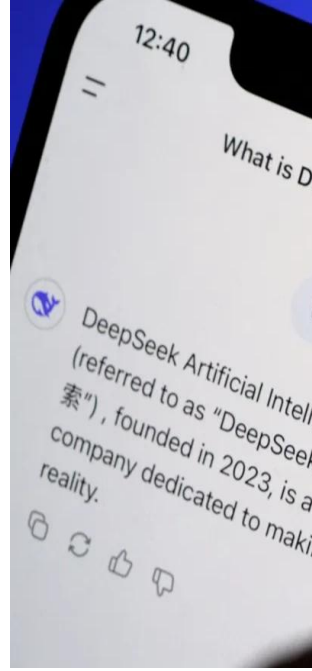 12:40
What is D
DeepSeek Artificial Intell
(referred to as "DeepSeek
索"), founded in 2023, is a
company dedicated to maki
reality.